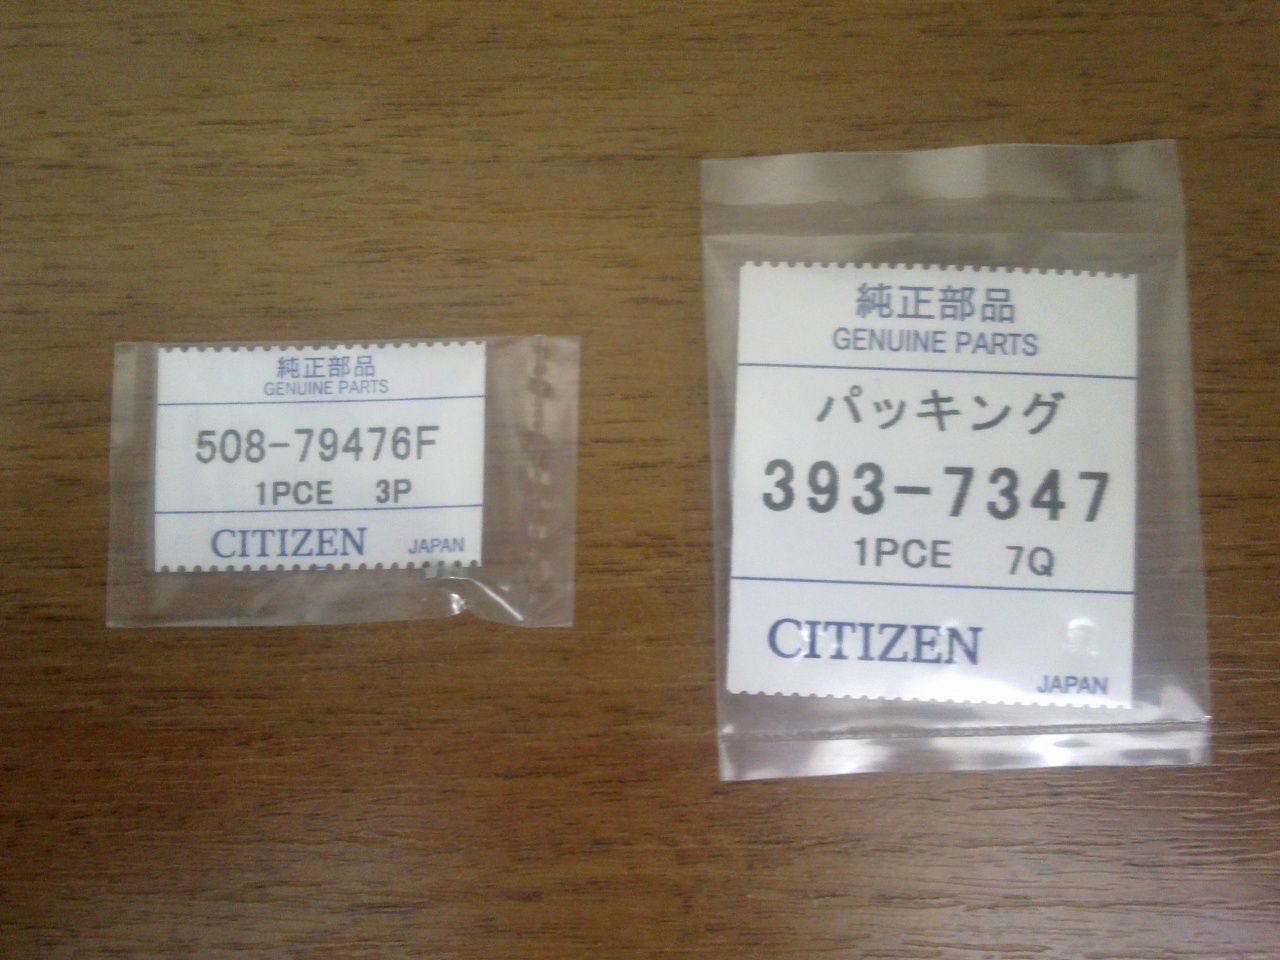 純正部品
GENUINE PARTS
508-79476F
1PCE 3P
CITIZEN JAPAN
純正部品
GENUINE PARTS
パッキング
393-7347
1PCE 7Q
CITIZEN
JAPAN